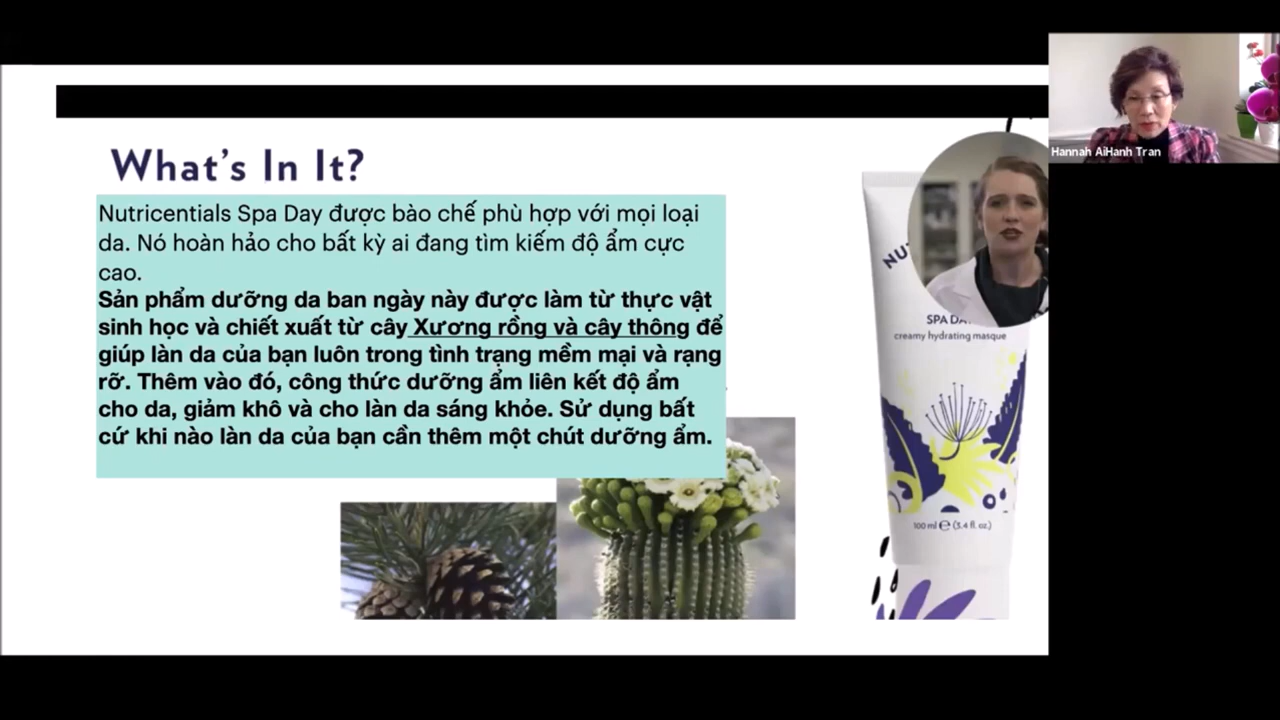 What's In It?
Nutricentials Spa Day được bào chế phù hợp với mọi loại
da. Nó hoàn hảo cho bất kỳ ai đang tìm kiếm độ ẩm cực
cao.
Sản phẩm dưỡng da ban ngày này được làm từ thực vật
sinh học và chiết xuất từ cây Xương rồng và cây thông để
giúp làn da của bạn luôn trong tình trạng mềm mại và rạng
rỡ. Thêm vào đó, công thức dưỡng ẩm liên kết độ ẩm
cho da, giảm khô và cho làn da sáng khỏe. Sử dụng bất
cứ khi nào làn da của bạn cần thêm một chút dưỡng ẩm.
Hannah AiHanh Tran
NU
SPA DA
creamy hydrating masque
100 ml ℮ (3.4 fl. oz.)